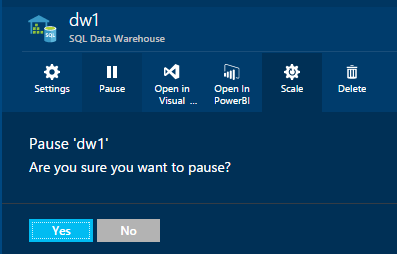 dw1
SQL
SQL Data Warehouse
Settings
Pause
Open in
Visual ...
Open In
PowerBI
Scale
Delete
Pause 'dw1'
Are you sure you want to pause?
Yes
No